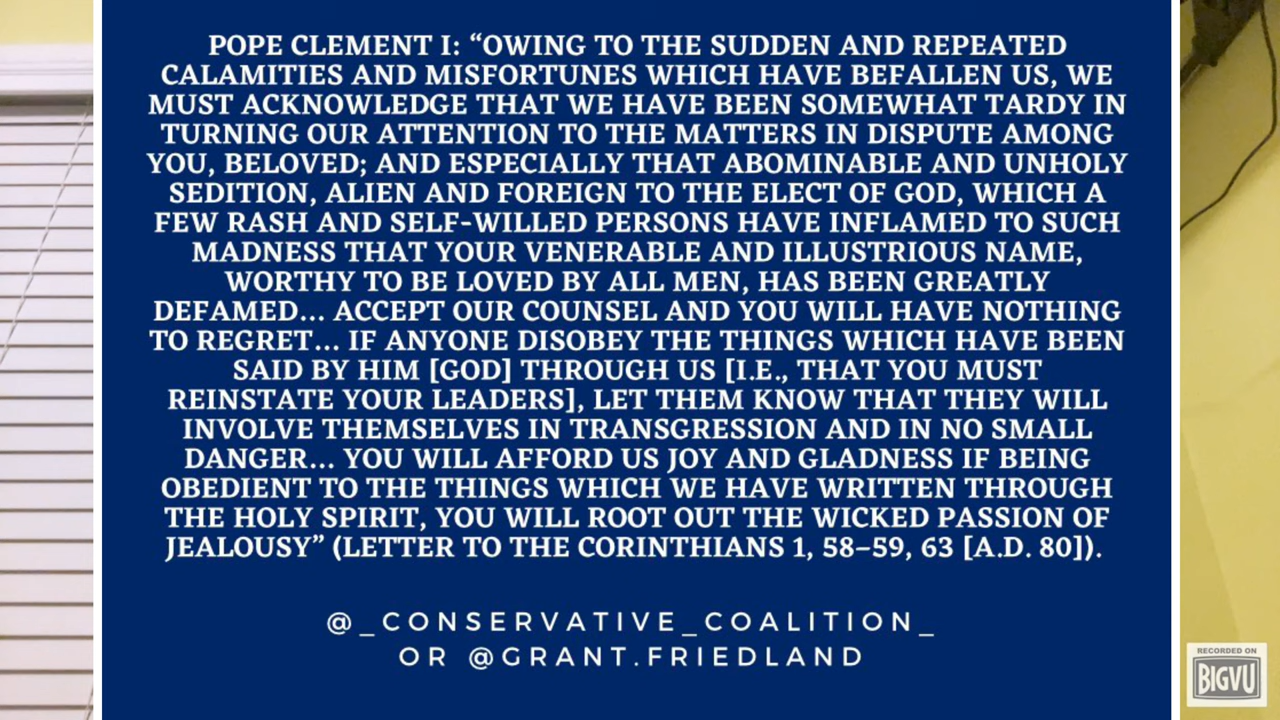 POPE CLEMENT I: “OWING TO THE SUDDEN AND REPEATED
CALAMITIES AND MISFORTUNES WHICH HAVE BEFALLEN US, WE
MUST ACKNOWLEDGE THAT WE HAVE BEEN SOMEWHAT TARDY IN
TURNING OUR ATTENTION TO THE MATTERS IN DISPUTE AMONG
YOU, BELOVED; AND ESPECIALLY THAT ABOMINABLE AND UNHOLY
SEDITION, ALIEN AND FOREIGN TO THE ELECT OF GOD, WHICH A
FEW RASH AND SELF-WILLED PERSONS HAVE INFLAMED TO SUCH
MADNESS THAT YOUR VENERABLE AND ILLUSTRIOUS NAME,
WORTHY TO BE LOVED BY ALL MEN, HAS BEEN GREATLY
DEFAMED... ACCEPT OUR COUNSEL AND YOU WILL HAVE NOTHING
TO REGRET... IF ANYONE DISOBEY THE THINGS WHICH HAVE BEEN
SAID BY HIM [GOD] THROUGH US [I.E., THAT YOU MUST
REINSTATE YOUR LEADERS], LET THEM KNOW THAT THEY WILL
INVOLVE THEMSELVES IN TRANSGRESSION AND IN NO SMALL
DANGER... YOU WILL AFFORD US JOY AND GLADNESS IF BEING
OBEDIENT TO THE THINGS WHICH WE HAVE WRITTEN THROUGH
THE HOLY SPIRIT, YOU WILL ROOT OUT THE WICKED PASSION OF
JEALOUSY” (LETTER TO THE CORINTHIANS 1, 58–59, 63 [A.D. 80]).
@_CONSERVATIVE_COALITION_
OR @GRANT.FRIEDLAND
RECORDED ON
BIGVU